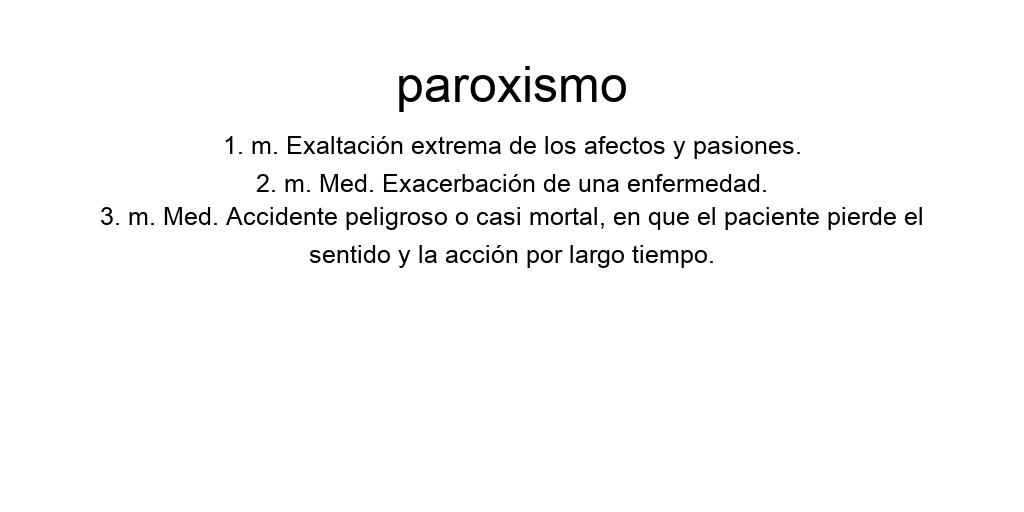 paroxismo
1. m. Exaltación extrema de los afectos y pasiones.
2. m. Med. Exacerbación de una enfermedad.
3. m. Med. Accidente peligroso o casi mortal, en que el paciente pierde el
sentido y la acción por largo tiempo.